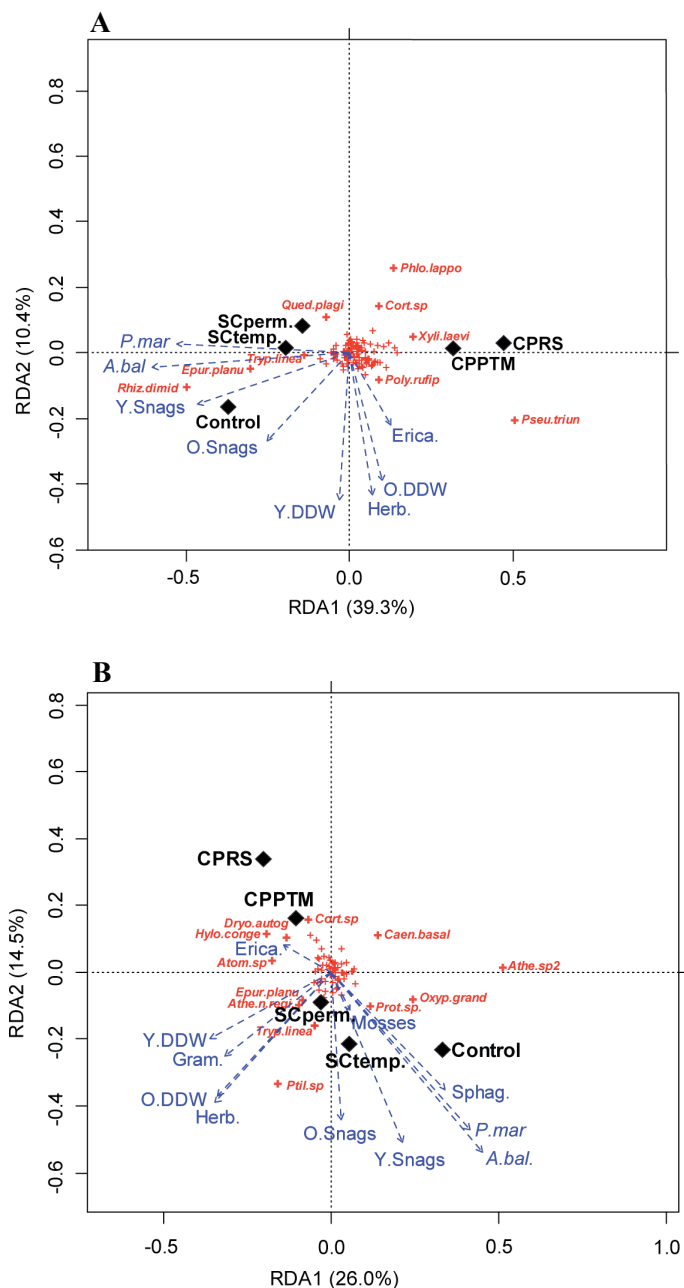 A
0.8
0.6
0.4
0.2
0.0
-0.2
-0.4
-0.6
RDA2 (10.4%)
Phlo.lappo
Qued.plagi
Cort.sp
SCperm.
SCtemp.
P.mar
Xyli.laevi
CPRS
CPPTM
Tryp.linea
A.bal
Epur.planu
Poly.rufip
Rhiz.dimid
Y.Snags
Control
Pseu.triun
O.Snags
Erica.
O.DDW
Y.DDW
Herb.
-0.5
0.0
0.5
RDA1 (39.3%)
B
0.8
0.6
0.4
0.2
0.0
-0.2
-0.4
-0.6
RDA2 (14.5%)
CPRS
CPPTM
Dryo.autog
Cort.sp
Hylo.conge
Caen.basal
Erica.
Atom.sp
Athe.sp2
Epur.planu
Oxyp.grand
Athe.n.regi
Prot.sp.
SCperm.
Mosses
Tryp.linea
Y.DDW
SCtemp.
Control
Gram.
Ptil.sp
Sphag.
O.DDW
Herb.
O.Snags
P.mar
Y.Snags
A.bal.
-0.5
0.0
0.5
1.0
RDA1 (26.0%)